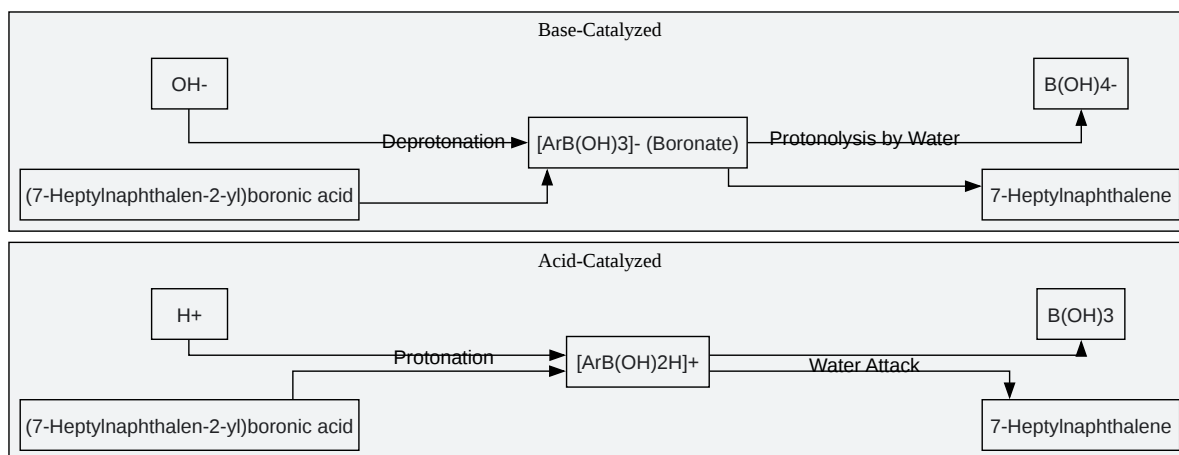 Base-Catalyzed
OH-
B(OH)4-
Deprotonation
[ArB(OH)3]- (Boronate)
Protonolysis by Water
(7-Heptylnaphthalen-2-yl)boronic acid
7-Heptylnaphthalene
Acid-Catalyzed
H+
B(OH)3
Protonation
[ArB(OH)2H]+
Water Attack
(7-Heptylnaphthalen-2-yl)boronic acid
7-Heptylnaphthalene